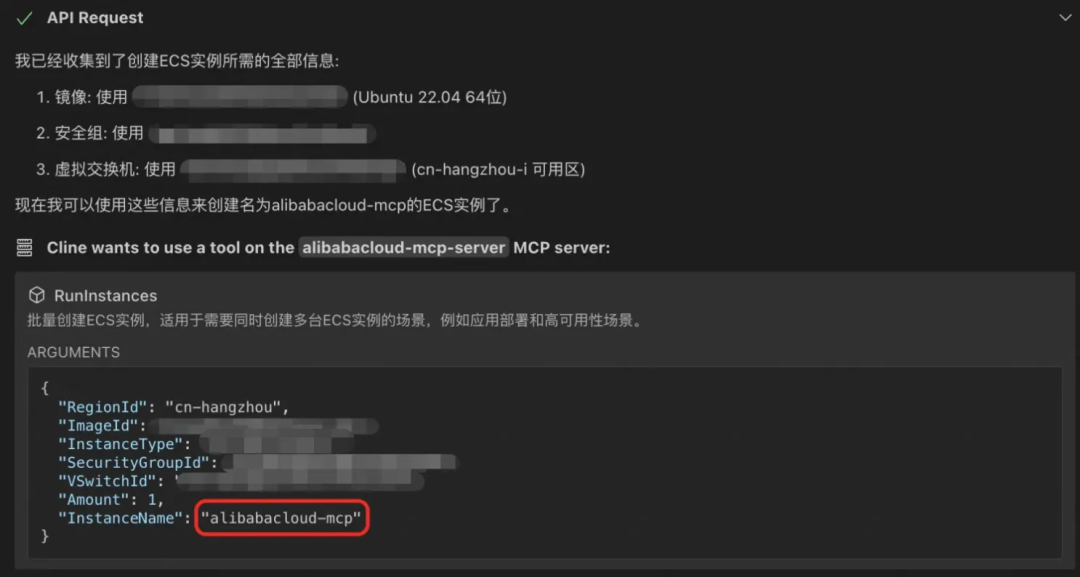 API Request
我已经收集到了创建ECS实例所需的全部信息:
1. 镜像: 使用 (Ubuntu 22.04 64位)
2. 安全组: 使用
3. 虚拟交换机: 使用 (cn-hangzhou-i 可用区)
现在我可以使用这些信息来创建名为alibabacloud-mcp的ECS实例了。
Cline wants to use a tool on the alibabacloud-mcp-server MCP server:
RunInstances
批量创建ECS实例，适用于需要同时创建多台ECS实例的场景，例如应用部署和高可用性场景。
ARGUMENTS
{
"RegionId": "cn-hangzhou",
"ImageId":
"InstanceType":
"SecurityGroupId":
"VSwitchId": "
"Amount": 1,
"InstanceName": "alibabacloud-mcp"
}